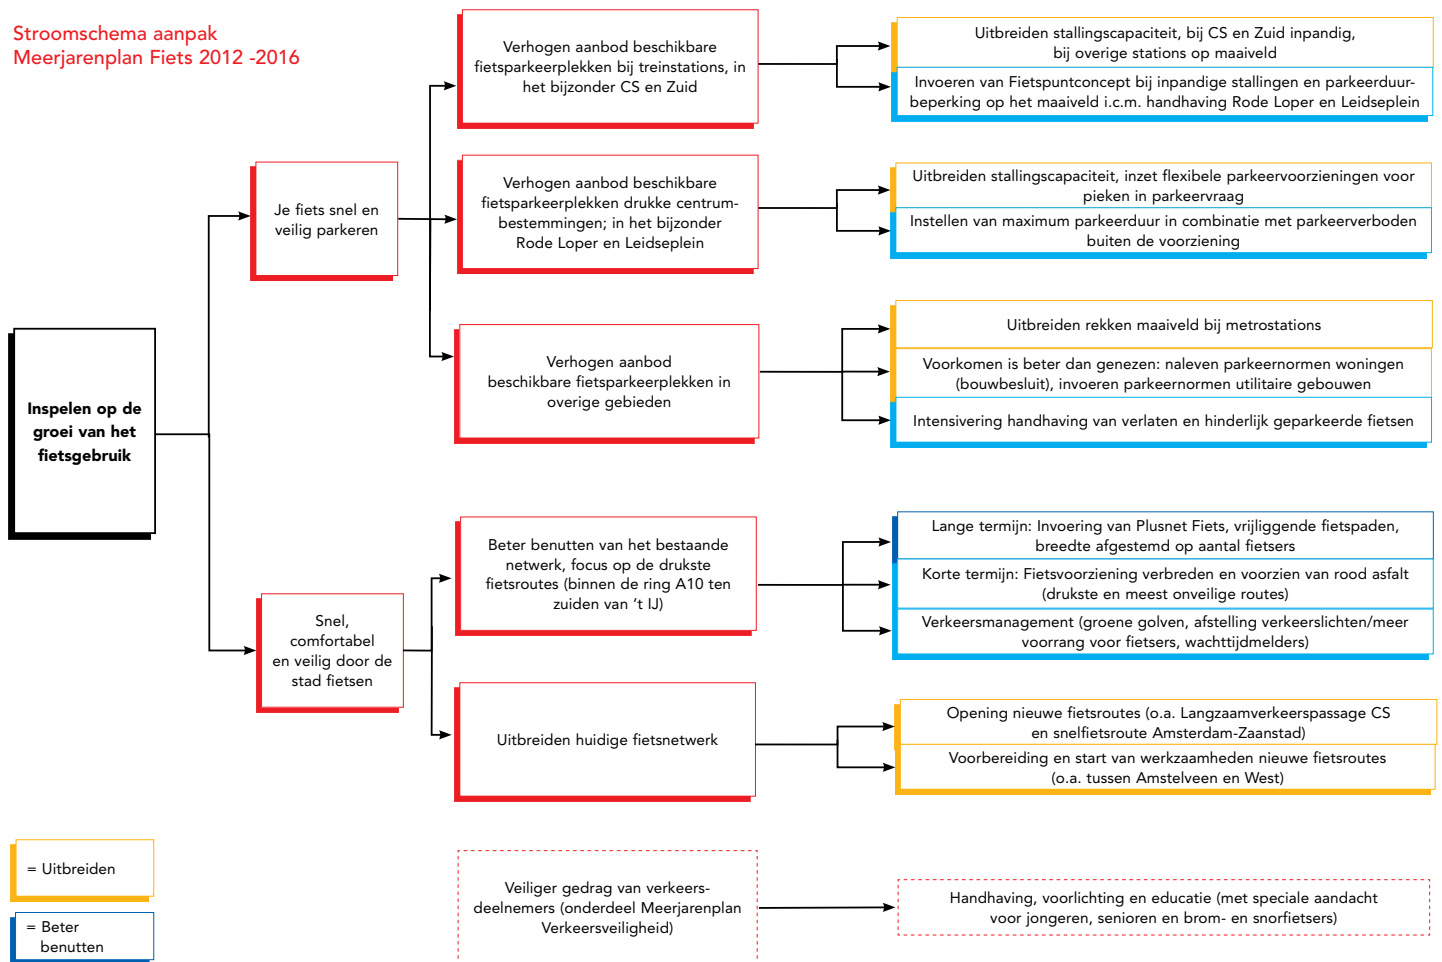 Stroomschema aanpak
Meerjarenplan Fiets 2012 -2016
Inspelen op de
groei van het
fietsgebruik
Je fiets snel en
veilig parkeren
Snel,
comfortabel
en veilig door de
stad fietsen
Verhogen aanbod beschikbare
fietsparkeerplekken bij treinstations, in
het bijzonder CS en Zuid
Verhogen aanbod beschikbare
fietsparkeerplekken drukke centrum-
bestemmingen; in het bijzonder
Rode Loper en Leidseplein
Verhogen aanbod
beschikbare fietsparkeerplekken in
overige gebieden
Beter benutten van het bestaande
netwerk, focus op de drukste
fietsroutes (binnen de ring A10 ten
zuiden van ‘t IJ)
Uitbreiden huidige fietsnetwerk
Veiliger gedrag van verkeers-
deelnemers (onderdeel Meerjarenplan
Verkeersveiligheid)
Uitbreiden stallingscapaciteit, bij CS en Zuid inpandig,
bij overige stations op maaiveld
Invoeren van Fietspuntconcept bij inpandige stallingen en parkeerduur-
beperking op het maaiveld i.c.m. handhaving Rode Loper en Leidseplein
Uitbreiden stallingscapaciteit, inzet flexibele parkeervoorzieningen voor
pieken in parkeervraag
Instellen van maximum parkeerduur in combinatie met parkeerverboden
buiten de voorziening
Uitbreiden rekken maaiveld bij metrostations
Voorkomen is beter dan genezen: naleven parkeernormen woningen
(bouwbesluit), invoeren parkeernormen utilitaire gebouwen
Intensivering handhaving van verlaten en hinderlijk geparkeerde fietsen
Lange termijn: Invoering van Plusnet Fiets, vrijliggende fietspaden,
breedte afgestemd op aantal fietsers
Korte termijn: Fietsvoorziening verbreden en voorzien van rood asfalt
(drukste en meest onveilige routes)
Verkeersmanagement (groene golven, afstelling verkeerslichten/meer
voorrang voor fietsers, wachttijdmelders)
Opening nieuwe fietsroutes (o.a. Langzaamverkeerspassage CS
en snelfietsroute Amsterdam-Zaanstad)
Voorbereiding en start van werkzaamheden nieuwe fietsroutes
(o.a. tussen Amstelveen en West)
Handhaving, voorlichting en educatie (met speciale aandacht
voor jongeren, senioren en brom- en snorfietsers)
= Uitbreiden
= Beter
benutten